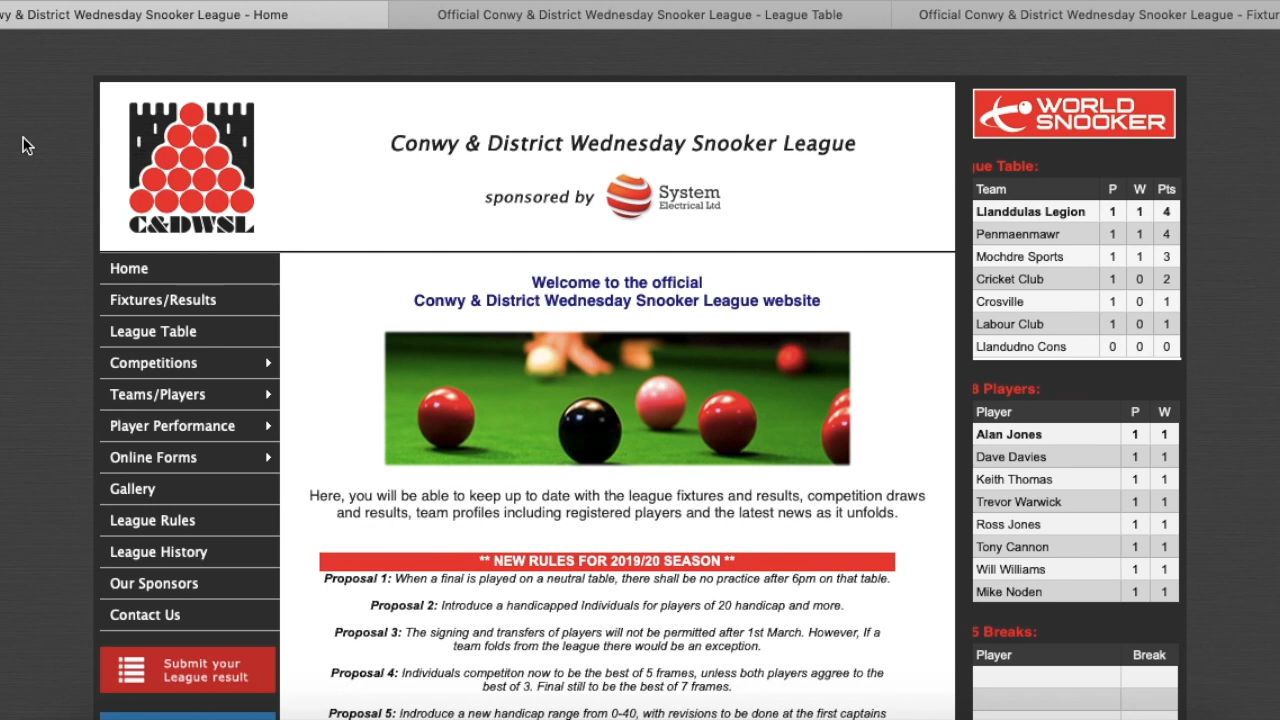 wy & District Wednesday Snooker League - Home
Official Conwy & District Wednesday Snooker League - League Table
Official Conwy & District Wednesday Snooker League - Fixtur
C&DWSL
Conwy & District Wednesday Snooker League
sponsored by System
Electrical Ltd
Home
Fixtures/Results
League Table
Competitions
Teams/Players
Player Performance
Online Forms
Gallery
League Rules
League History
Our Sponsors
Contact Us
Submit your
League result
Welcome to the official
Conwy & District Wednesday Snooker League website
Here, you will be able to keep up to date with the league fixtures and results, competition draws
and results, team profiles including registered players and the latest news as it unfolds.
** NEW RULES FOR 2019/20 SEASON **
Proposal 1: When a final is played on a neutral table, there shall be no practice after 6pm on that table.
Proposal 2: Introduce a handicapped Individuals for players of 20 handicap and more.
Proposal 3: The signing and transfers of players will not be permitted after 1st March. However, If a
team folds from the league there would be an exception.
Proposal 4: Individuals competiton now to be the best of 5 frames, unless both players aggree to the
best of 3. Final still to be the best of 7 frames.
Proposal 5: Indroduce a new handicap range from 0-40, with revisions to be done at the first captains
WORLD
SNOOKER
gue Table:
Team P W Pts
Llanddulas Legion 1 1 4
Penmaenmawr 1 1 4
Mochdre Sports 1 1 3
Cricket Club 1 0 2
Crosville 1 0 1
Labour Club 1 0 1
Llandudno Cons 0 0 0
8 Players:
Player P W
Alan Jones 1 1
Dave Davies 1 1
Keith Thomas 1 1
Trevor Warwick 1 1
Ross Jones 1 1
Tony Cannon 1 1
Will Williams 1 1
Mike Noden 1 1
5 Breaks:
Player Break